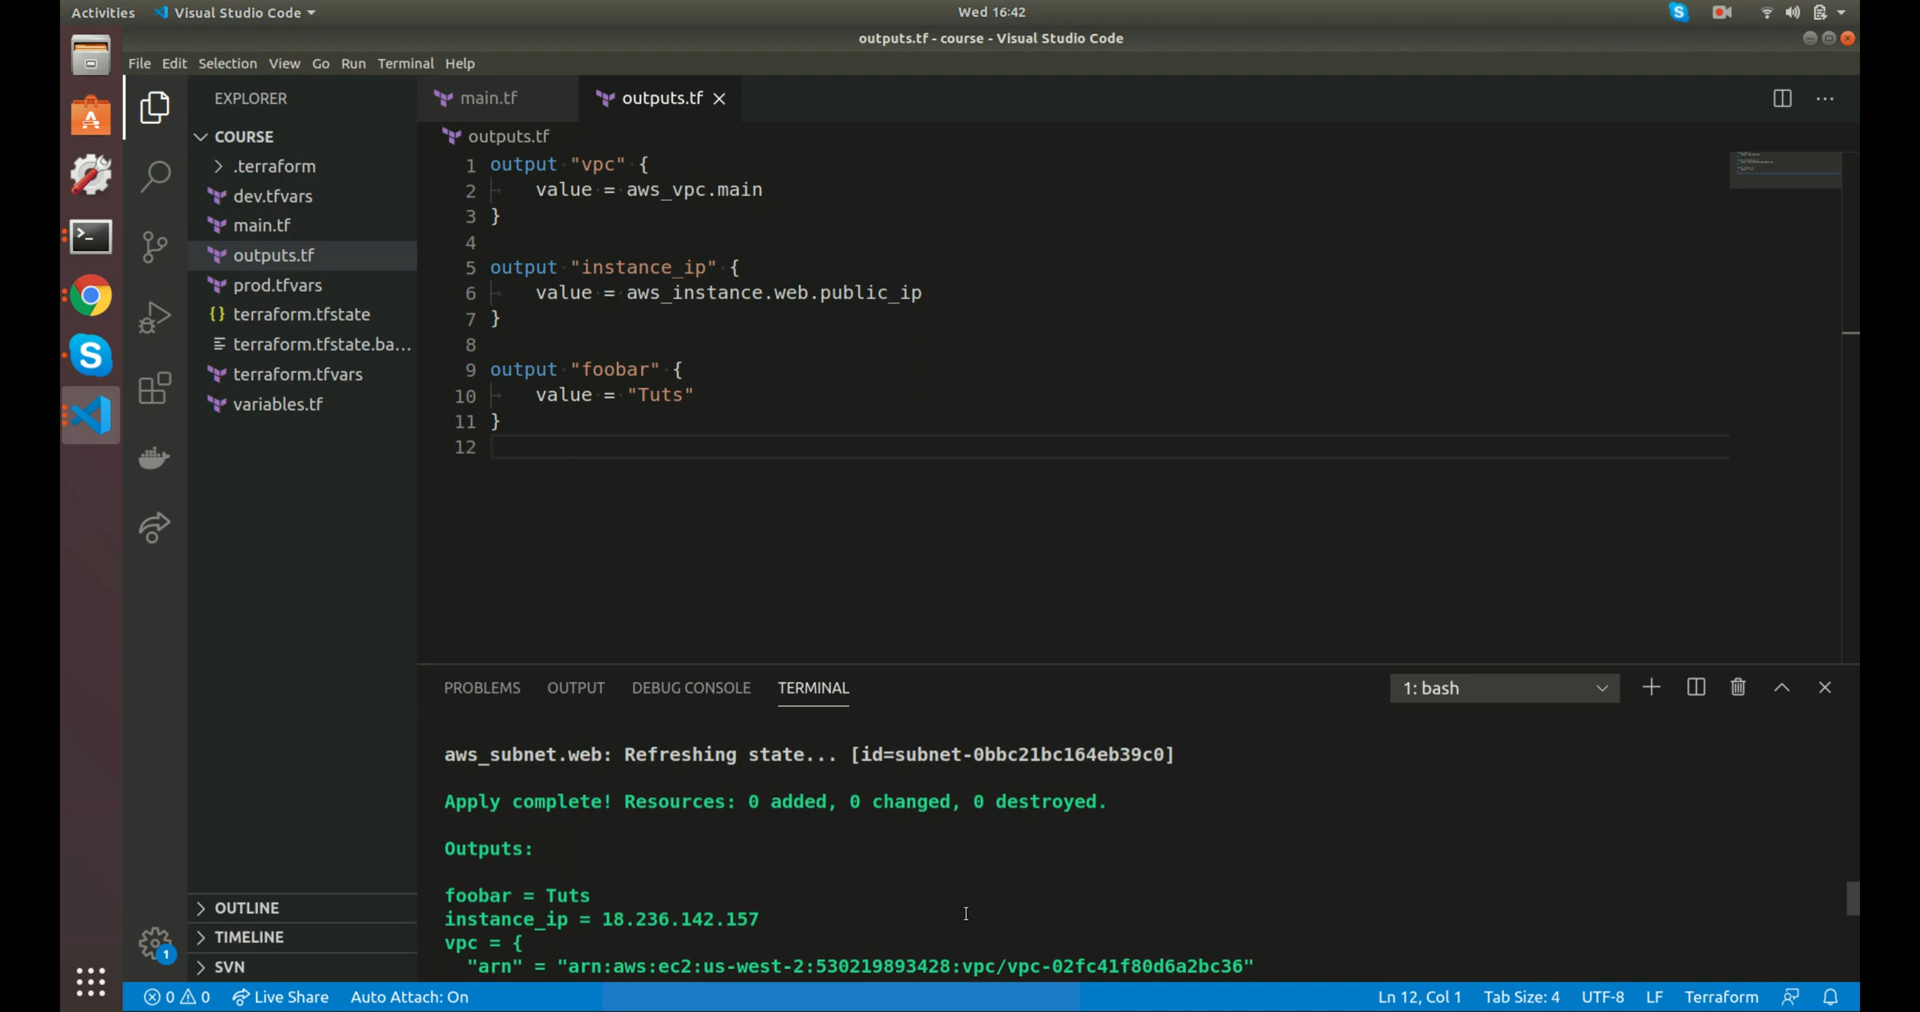 Activities Visual Studio Code Wed 16:42
outputs.tf - course - Visual Studio Code
File Edit Selection View Go Run Terminal Help
EXPLORER
COURSE
.terraform
dev.tfvars
main.tf
outputs.tf
prod.tfvars
terraform.tfstate
terraform.tfstate.ba...
terraform.tfvars
variables.tf
OUTLINE
TIMELINE
SVN
main.tf outputs.tf
outputs.tf
1 output "vpc" {
2 value = aws_vpc.main
3 }
4
5 output "instance_ip" {
6 value = aws_instance.web.public_ip
7 }
8
9 output "foobar" {
10 value = "Tuts"
11 }
12
PROBLEMS OUTPUT DEBUG CONSOLE TERMINAL 1: bash
aws_subnet.web: Refreshing state... [id=subnet-0bbc21bc164eb39c0]
Apply complete! Resources: 0 added, 0 changed, 0 destroyed.
Outputs:
foobar = Tuts
instance_ip = 18.236.142.157
vpc = {
"arn" = "arn:aws:ec2:us-west-2:530219893428:vpc/vpc-02fc41f80d6a2bc36"
1
0 0 Live Share Auto Attach: On Ln 12, Col 1 Tab Size: 4 UTF-8 LF Terraform